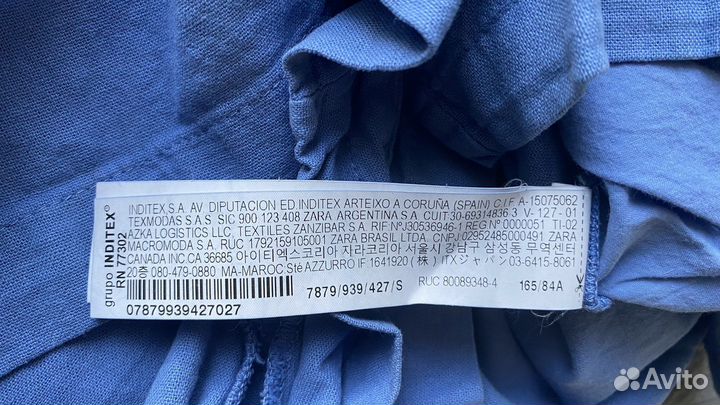 grupo INDITEX®
RN 77302
INDITEX,S.A. AV. DIPUTACION ED.INDITEX ARTEIXO A CORUÑA (SPAIN) C.I.F. A-15075062
TEXMODAS S.A.S. SIC 900 123 408 ZARA ARGENTINA S.A. CUIT:30-69314836 3 V-127-01
AZKA LOGISTICS LLC, TEXTILES ZANZIBAR S.A. RIF Nº J30536946-1 REG Nº 0000051 TI-02
MACROMODA S.A. RUC 1792159105001 ZARA BRASIL LTDA. CNPJ 02952485000491 ZARA
CANADA INC.CA 36685 아이티엑스코리아 자라코리아 서울시 강남구 삼성동 무역센터
20층 080-479-0880 MA-MAROC Sté AZZURRO IF 1641920 ( 株 ) ITXジャパン 03-6415-8061
7879/939/427/S RUC 80089348-4 165/84A
07879939427027
Avito